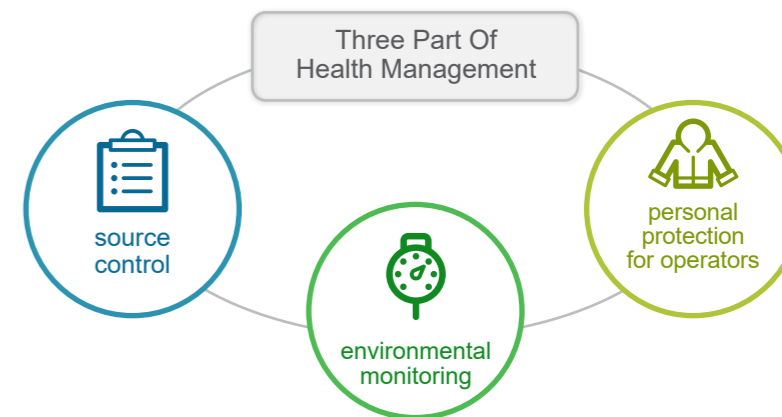 Three Part Of
Health Management
source
control
environmental
monitoring
personal
protection
for operators